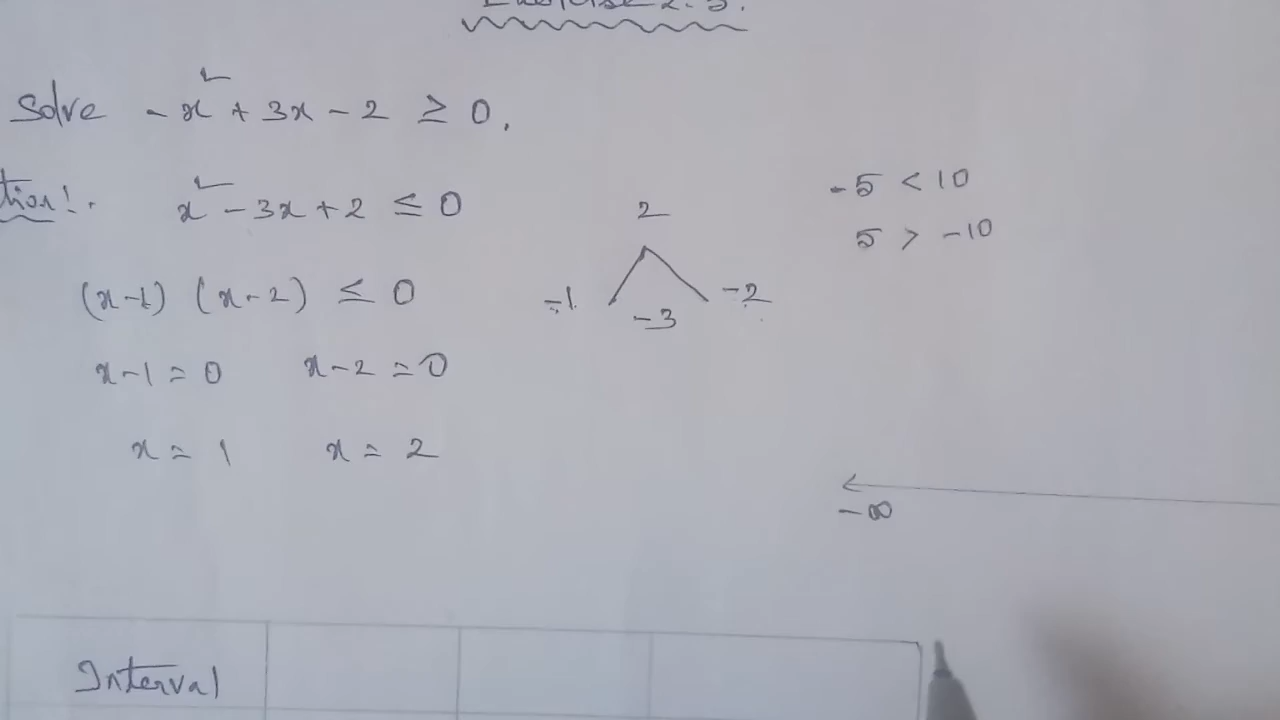 Solve -x² + 3x - 2 ≥ 0.
x² - 3x + 2 ≤ 0
(x-1) (x-2) ≤ 0
x-1 = 0 x-2 = 0
x = 1 x = 2
2
-1 -2
-3
-5 < 10
5 > -10
-∞
Interval